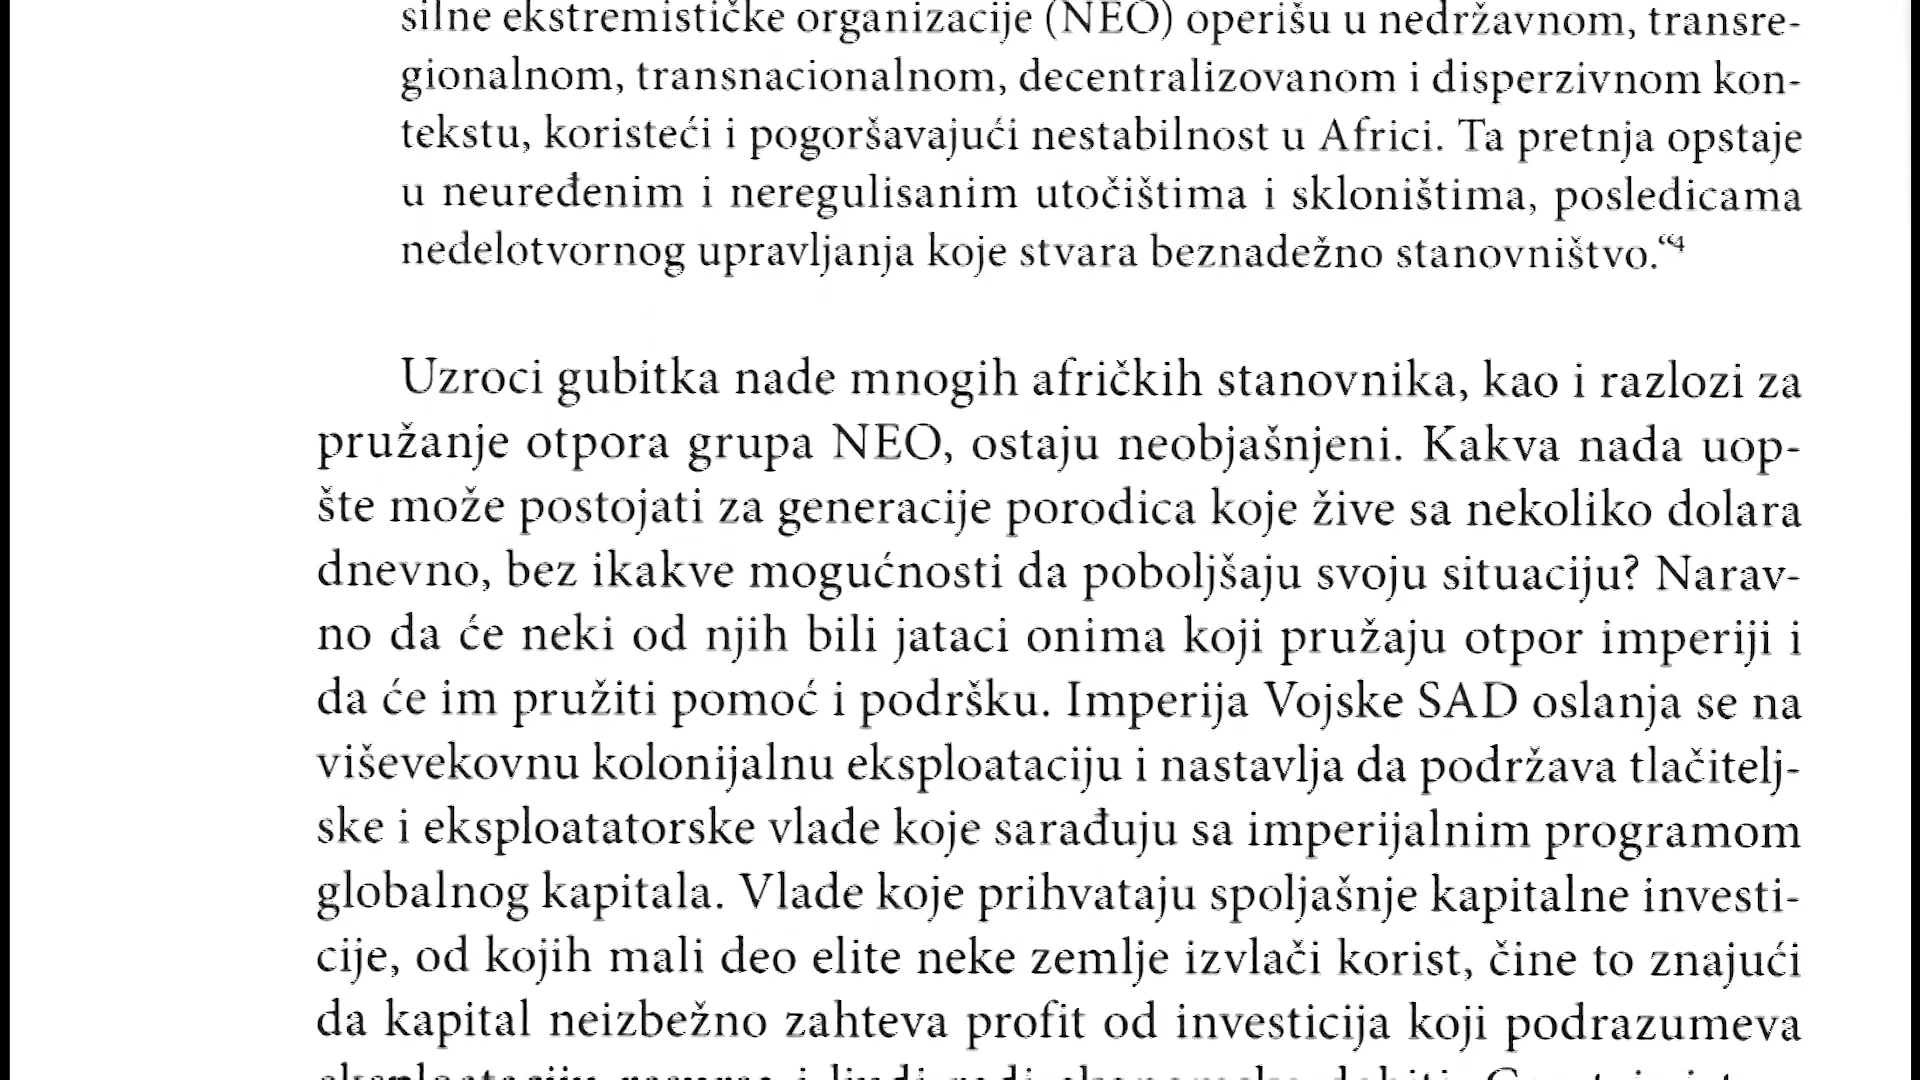 silne ekstremističke organizacije (NEO) operišu u nedržavnom, transre-
gionalnom, transnacionalnom, decentralizovanom i disperzivnom kon-
tekstu, koristeći i pogoršavajući nestabilnost u Africi. Ta pretnja opstaje
u neuređenim i neregulisanim utočištima i skloništima, posledicama
nedelotvornog upravljanja koje stvara beznadežno stanovništvo.“4
Uzroci gubitka nade mnogih afričkih stanovnika, kao i razlozi za
pružanje otpora grupa NEO, ostaju neobjašnjeni. Kakva nada uop-
šte može postojati za generacije porodica koje žive sa nekoliko dolara
dnevno, bez ikakve mogućnosti da poboljšaju svoju situaciju? Narav-
no da će neki od njih bili jataci onima koji pružaju otpor imperiji i
da će im pružiti pomoć i podršku. Imperija Vojske SAD oslanja se na
viševekovnu kolonijalnu eksploataciju i nastavlja da podržava tlačitelj-
ske i eksploatatorske vlade koje sarađuju sa imperijalnim programom
globalnog kapitala. Vlade koje prihvataju spoljašnje kapitalne investi-
cije, od kojih mali deo elite neke zemlje izvlači korist, čine to znajući
da kapital neizbežno zahteva profit od investicija koji podrazumeva